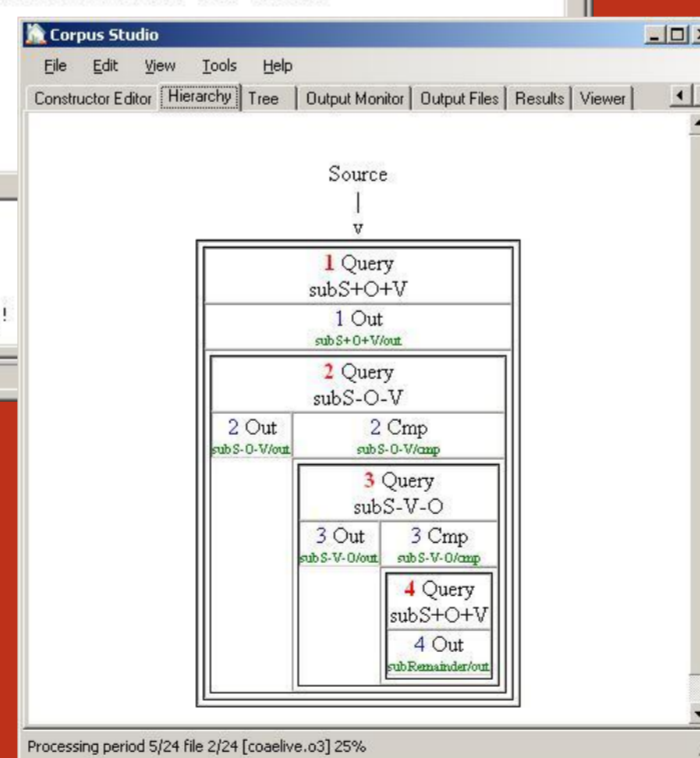 Corpus Studio
File Edit View Tools Help
Constructor Editor Hierarchy Tree Output Monitor Output Files Results Viewer
Source
|
v
1 Query
subS+O+V
1 Out
subS+O+V/out
2 Query
subS-O-V
2 Out 2 Cmp
subS-O-V/out subS-O-V/cmp
3 Query
subS-V-O
3 Out 3 Cmp
subS-V-O/out subS-V-O/cmp
4 Query
subS+O+V
4 Out
subRemainder/out
!
Processing period 5/24 file 2/24 [coaelive.o3] 25%